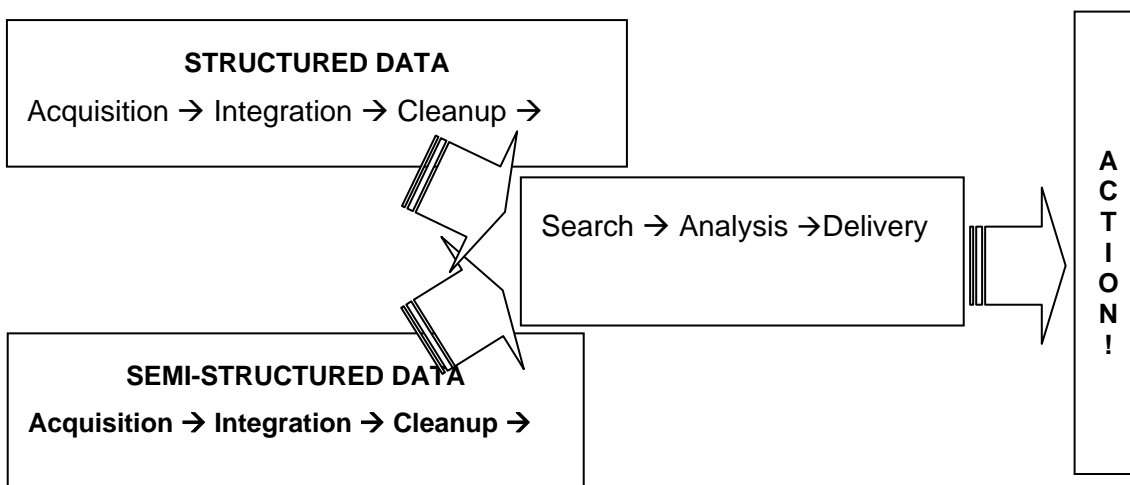 STRUCTURED DATA
Acquisition → Integration → Cleanup →
Search → Analysis →Delivery
SEMI-STRUCTURED DATA
Acquisition → Integration → Cleanup →
A
C
T
I
O
N
!